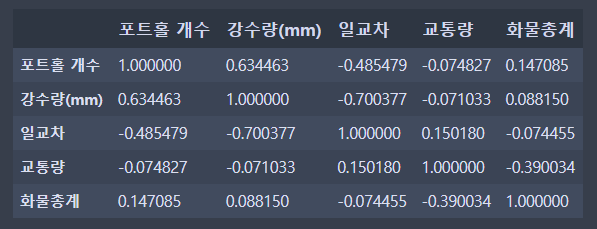 포트홀 개수 강수량(mm) 일교차 교통량 화물총계
포트홀 개수 1.000000 0.634463 -0.485479 -0.074827 0.147085
강수량(mm) 0.634463 1.000000 -0.700377 -0.071033 0.088150
일교차 -0.485479 -0.700377 1.000000 0.150180 -0.074455
교통량 -0.074827 -0.071033 0.150180 1.000000 -0.390034
화물총계 0.147085 0.088150 -0.074455 -0.390034 1.000000